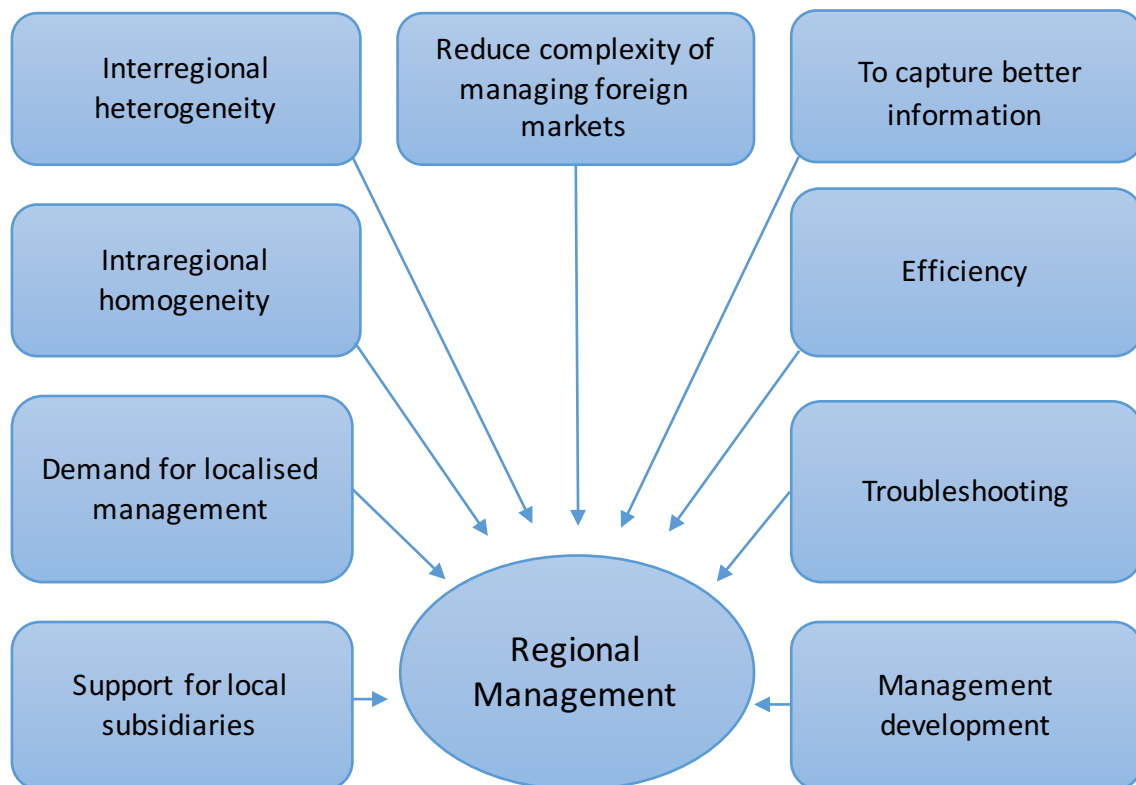 Interregional
heterogeneity
Reduce complexity of
managing foreign
markets
To capture better
information
Intraregional
homogeneity
Efficiency
Demand for localised
management
Troubleshooting
Support for local
subsidiaries
Regional
Management
Management
development